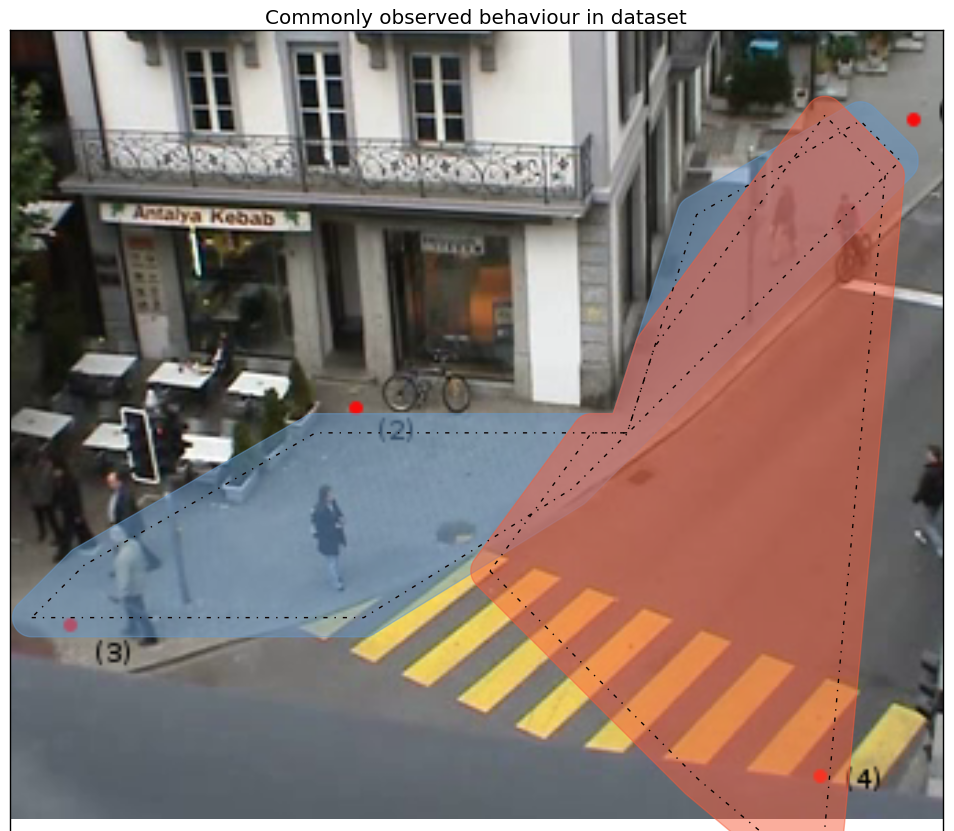 Commonly observed behaviour in dataset
Antalya Kebab
(2)
(3)
(4)